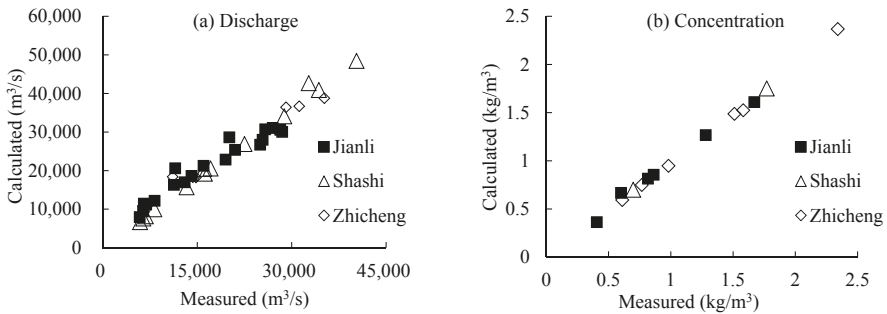 (a) Discharge
Calculated (m³/s)
60,000
50,000
40,000
30,000
20,000
10,000
0
Jianli
Shashi
Zhicheng
0 15,000 30,000 45,000
Measured (m³/s)
(b) Concentration
Calculated (kg/m³)
2.5
2
1.5
1
0.5
0
Jianli
Shashi
Zhicheng
0 0.5 1 1.5 2 2.5
Measured (kg/m³)